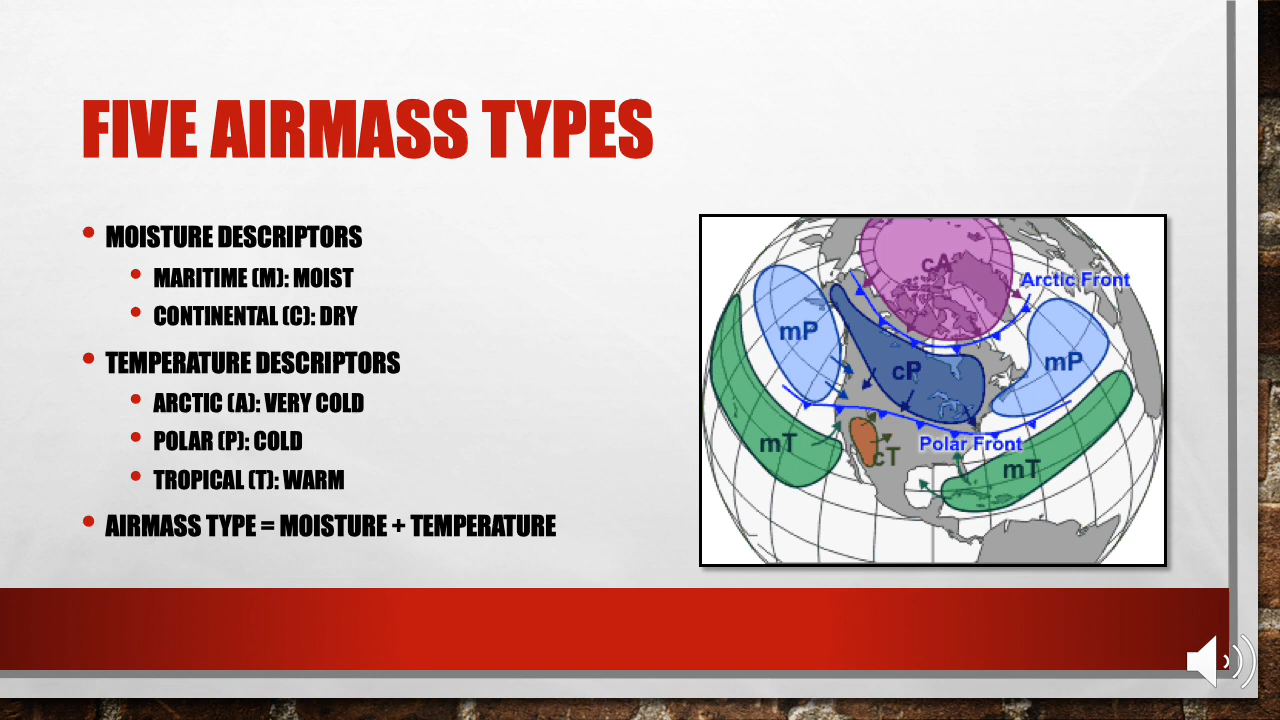 FIVE AIRMASS TYPES
• MOISTURE DESCRIPTORS
• MARITIME (M): MOIST
• CONTINENTAL (C): DRY
• TEMPERATURE DESCRIPTORS
• ARCTIC (A): VERY COLD
• POLAR (P): COLD
• TROPICAL (T): WARM
• AIRMASS TYPE = MOISTURE + TEMPERATURE
cA
Arctic Front
mP
mP
cP
mT
cT
Polar Front
mT